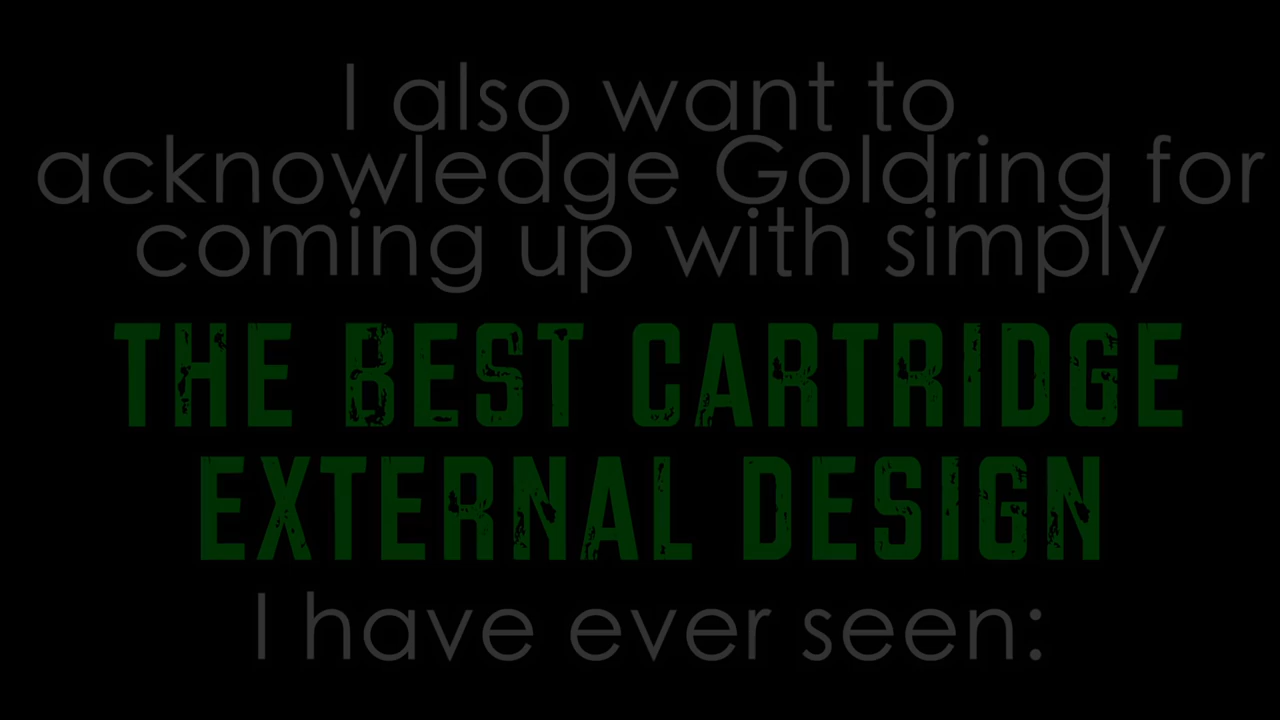 I also want to
acknowledge Goldring for
coming up with simply
THE BEST CARTRIDGE
EXTERNAL DESIGN
I have ever seen: